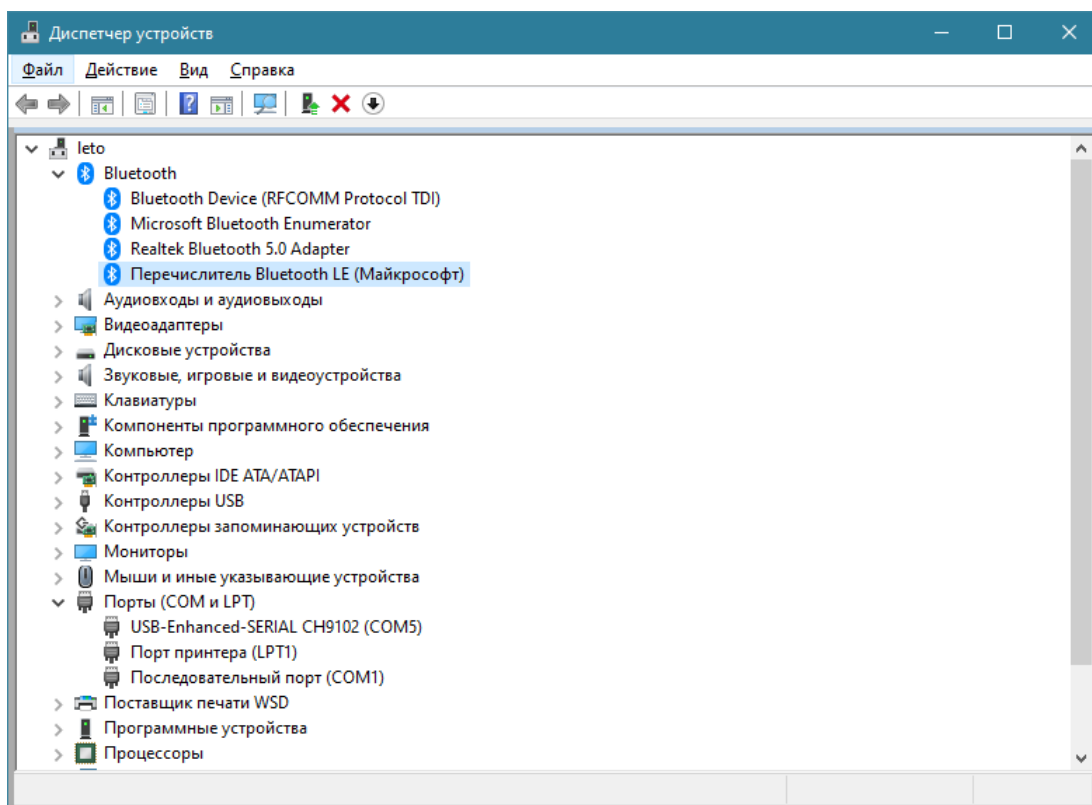 Диспетчер устройств
Файл Действие Вид Справка
leto
Bluetooth
Bluetooth Device (RFCOMM Protocol TDI)
Microsoft Bluetooth Enumerator
Realtek Bluetooth 5.0 Adapter
Перечислитель Bluetooth LE (Майкрософт)
Аудиовходы и аудиовыходы
Видеоадаптеры
Дисковые устройства
Звуковые, игровые и видеоустройства
Клавиатуры
Компоненты программного обеспечения
Компьютер
Контроллеры IDE ATA/ATAPI
Контроллеры USB
Контроллеры запоминающих устройств
Мониторы
Мыши и иные указывающие устройства
Порты (COM и LPT)
USB-Enhanced-SERIAL CH9102 (COM5)
Порт принтера (LPT1)
Последовательный порт (COM1)
Поставщик печати WSD
Программные устройства
Процессоры